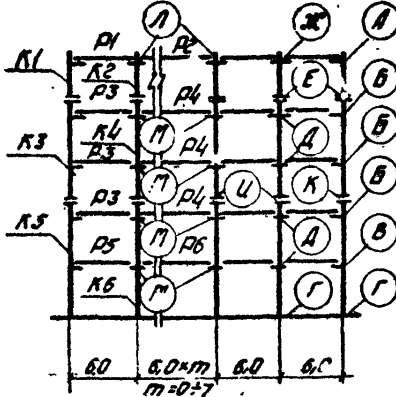 Л Ж А
Р1 Р2
К1 К2 Е
Р3 Р4 Б
К4 М Д
Р3 Р4 Б
К3 М
Р3 Р4 И К Б
К5 М Д В
Р5 Р6
К6 М Г Г
6,0 6,0×m 6,0 6,0
m=0÷7